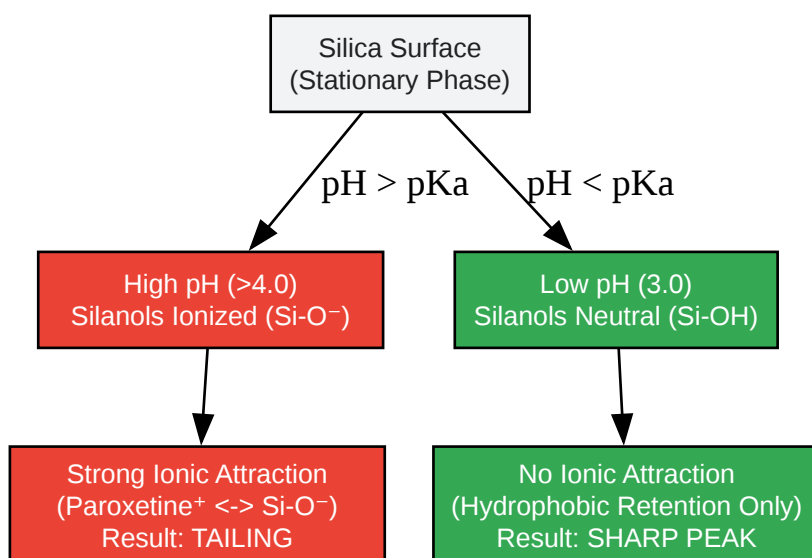 Silica Surface
(Stationary Phase)
pH > pKa
pH < pKa
High pH (>4.0)
Silanols Ionized (Si-O⁻)
Low pH (3.0)
Silanols Neutral (Si-OH)
Strong Ionic Attraction
(Paroxetine⁺ <-> Si-O⁻)
Result: TAILING
No Ionic Attraction
(Hydrophobic Retention Only)
Result: SHARP PEAK